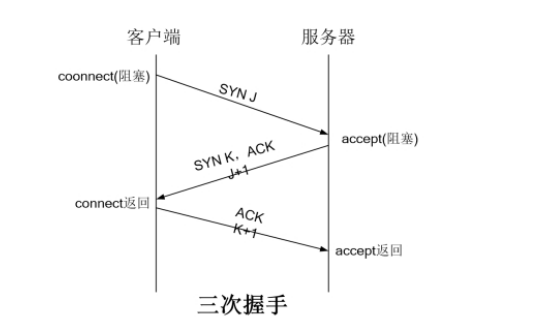 客户端
服务器
coonnect(阻塞)
SYN J
accept(阻塞)
SYN K，ACK
J+1
connect返回
ACK
K+1
accept返回
三次握手